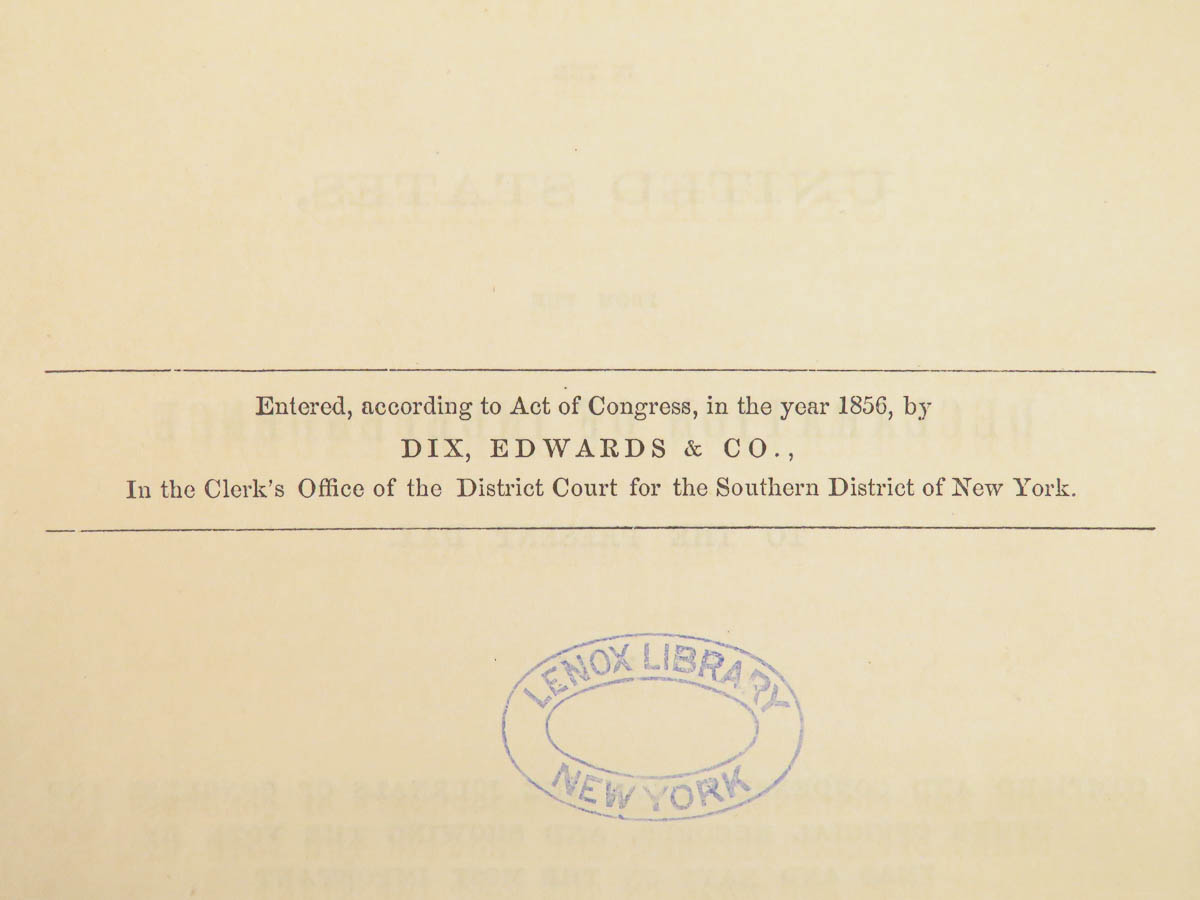 Entered, according to Act of Congress, in the year 1856, by
DIX, EDWARDS & CO.,
In the Clerk's Office of the District Court for the Southern District of New York.
LENOX LIBRARY
NEW YORK